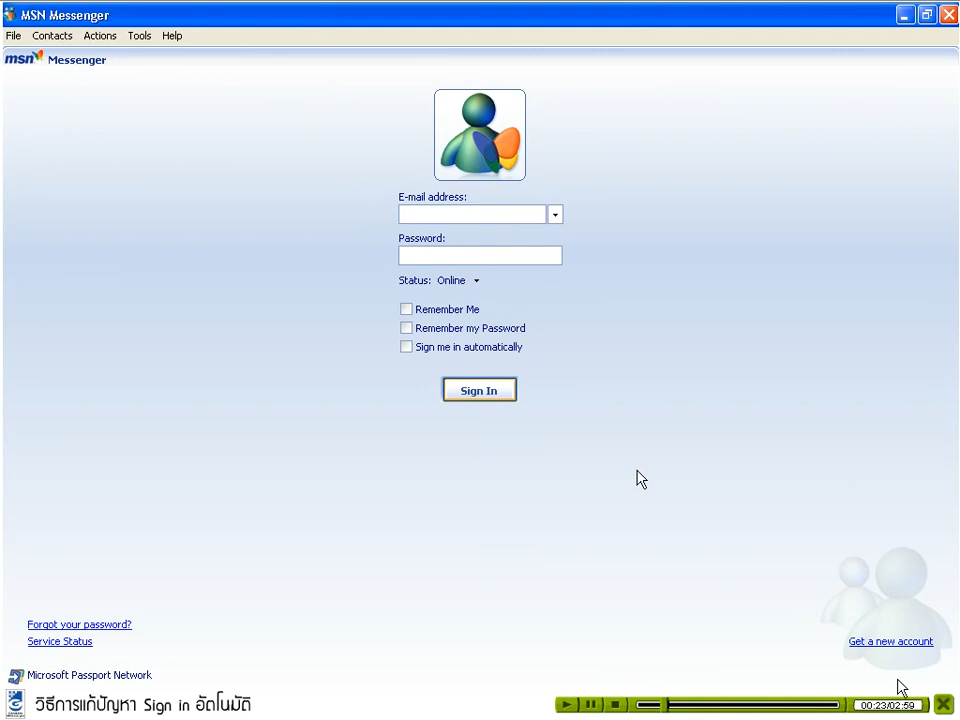 MSN Messenger
File Contacts Actions Tools Help
msn Messenger
E-mail address:
Password:
Status: Online
Remember Me
Remember my Password
Sign me in automatically
Sign In
Forgot your password?
Service Status
Get a new account
Microsoft Passport Network
วิธีการแก้ปัญหา Sign in อัตโนมัติ
00:23/02:59